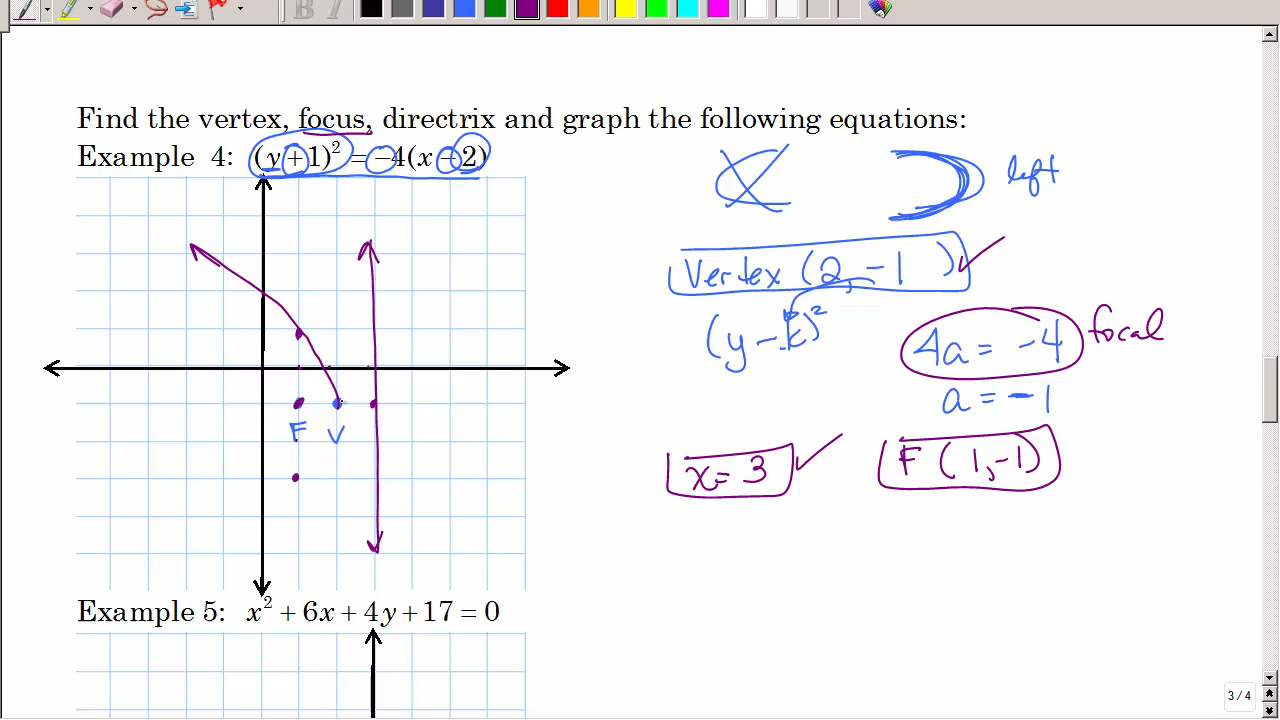 B I
Find the vertex, focus, directrix and graph the following equations:
Example 4: (y+1)² = -4(x-2)
left
Vertex (2, -1)
(y-k)²
4a = -4 focal
a = -1
F V
x = 3
F (1, -1)
Example 5: x² + 6x + 4y + 17 = 0
3 / 4